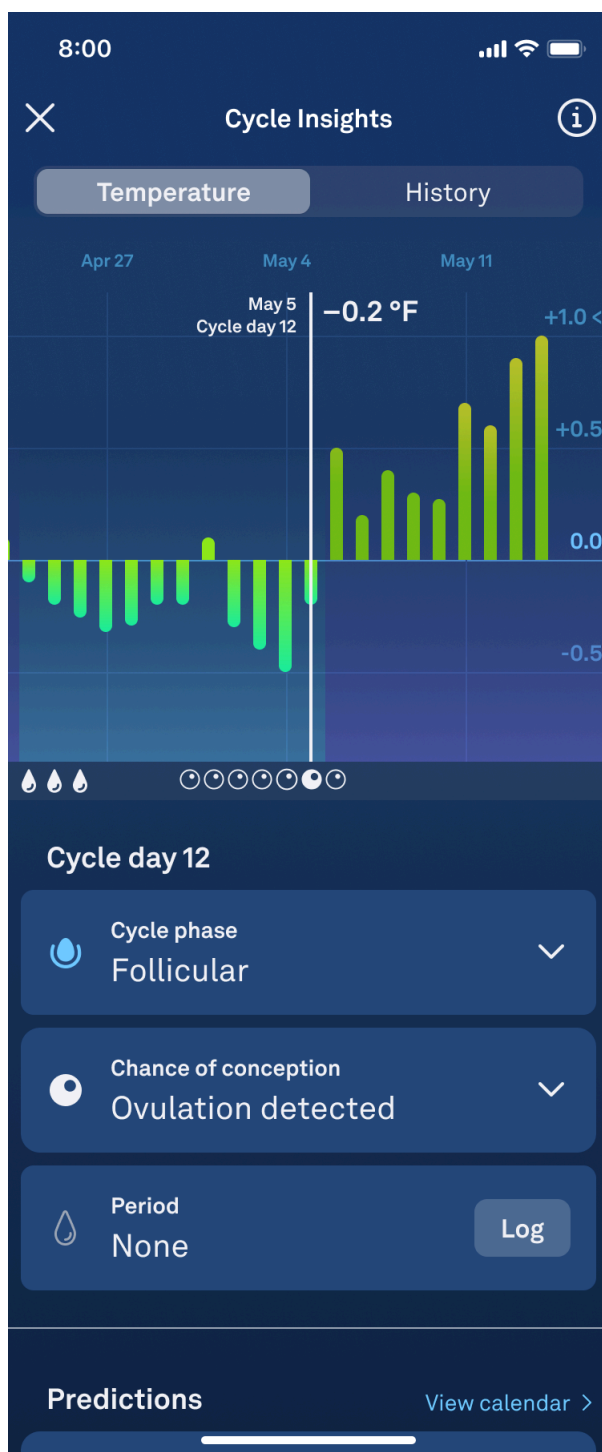 8:00
Cycle Insights
Temperature
History
Apr 27
May 4
May 11
May 5
Cycle day 12
−0.2 °F
+1.0 <
+0.5
0.0
-0.5
Cycle day 12
Cycle phase
Follicular
Chance of conception
Ovulation detected
Period
None
Log
Predictions
View calendar >